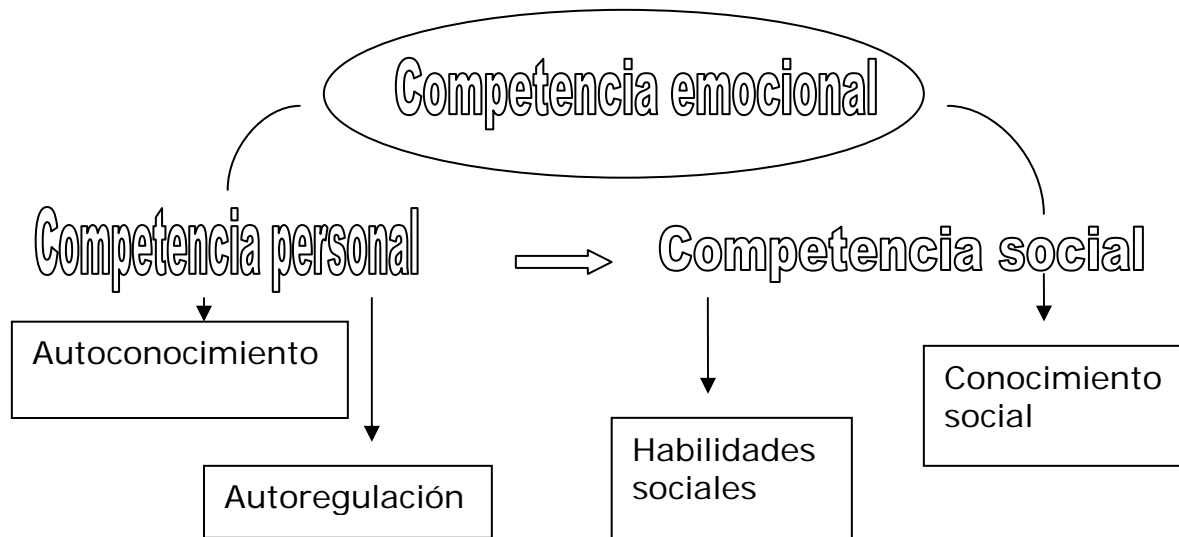 Competencia emocional
Competencia personal
Competencia social
Autoconocimiento
Autoregulación
Habilidades
sociales
Conocimiento
social